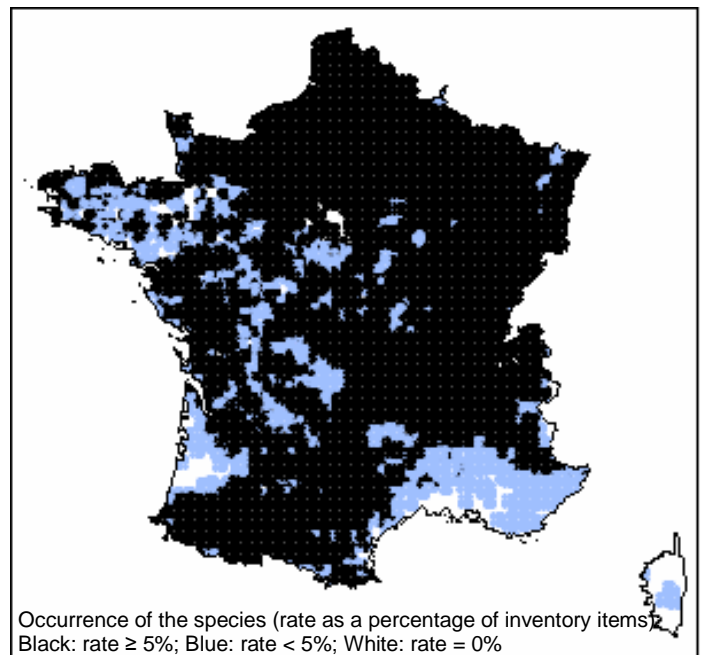 Occurrence of the species (rate as a percentage of inventory items):
Black: rate ≥ 5%; Blue: rate < 5%; White: rate = 0%